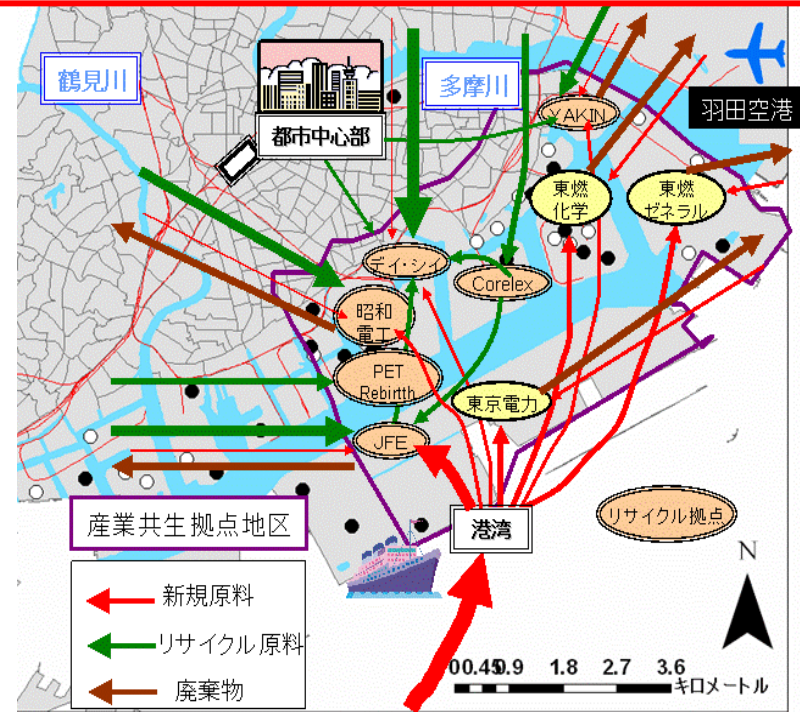 鶴見川
多摩川
羽田空港
都市中心部
YAKIN
東燃
化学
東燃
ゼネラル
デイ・シイ
Corelex
昭和
電工
PET
Rebirtth
東京電力
JFE
港湾
リサイクル拠点
産業共生拠点地区
新規原料
リサイクル原料
廃棄物
N
00.450.9 1.8 2.7 3.6
キロメートル